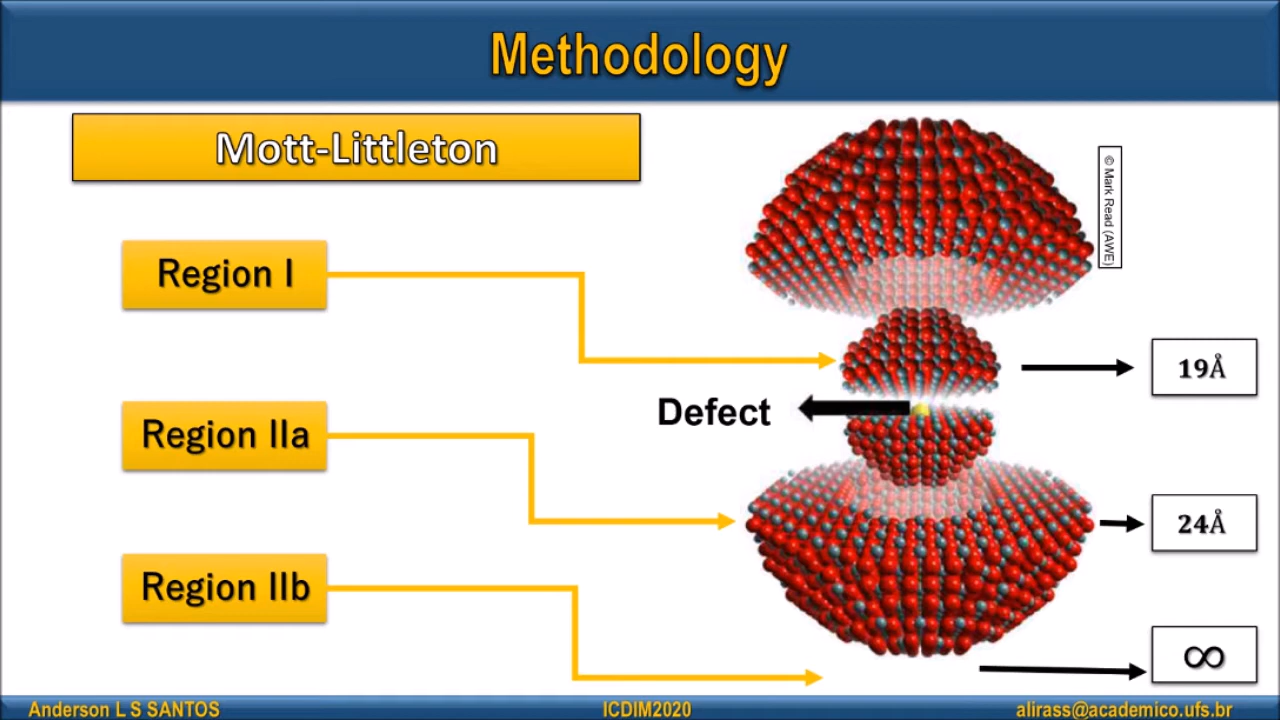 Methodology
Mott-Littleton
© Mark Read (AWE)
Region I
19Å
Defect
Region IIa
24Å
Region IIb
∞
Anderson L S SANTOS
ICDIM2020
alirass@academico.ufs.br